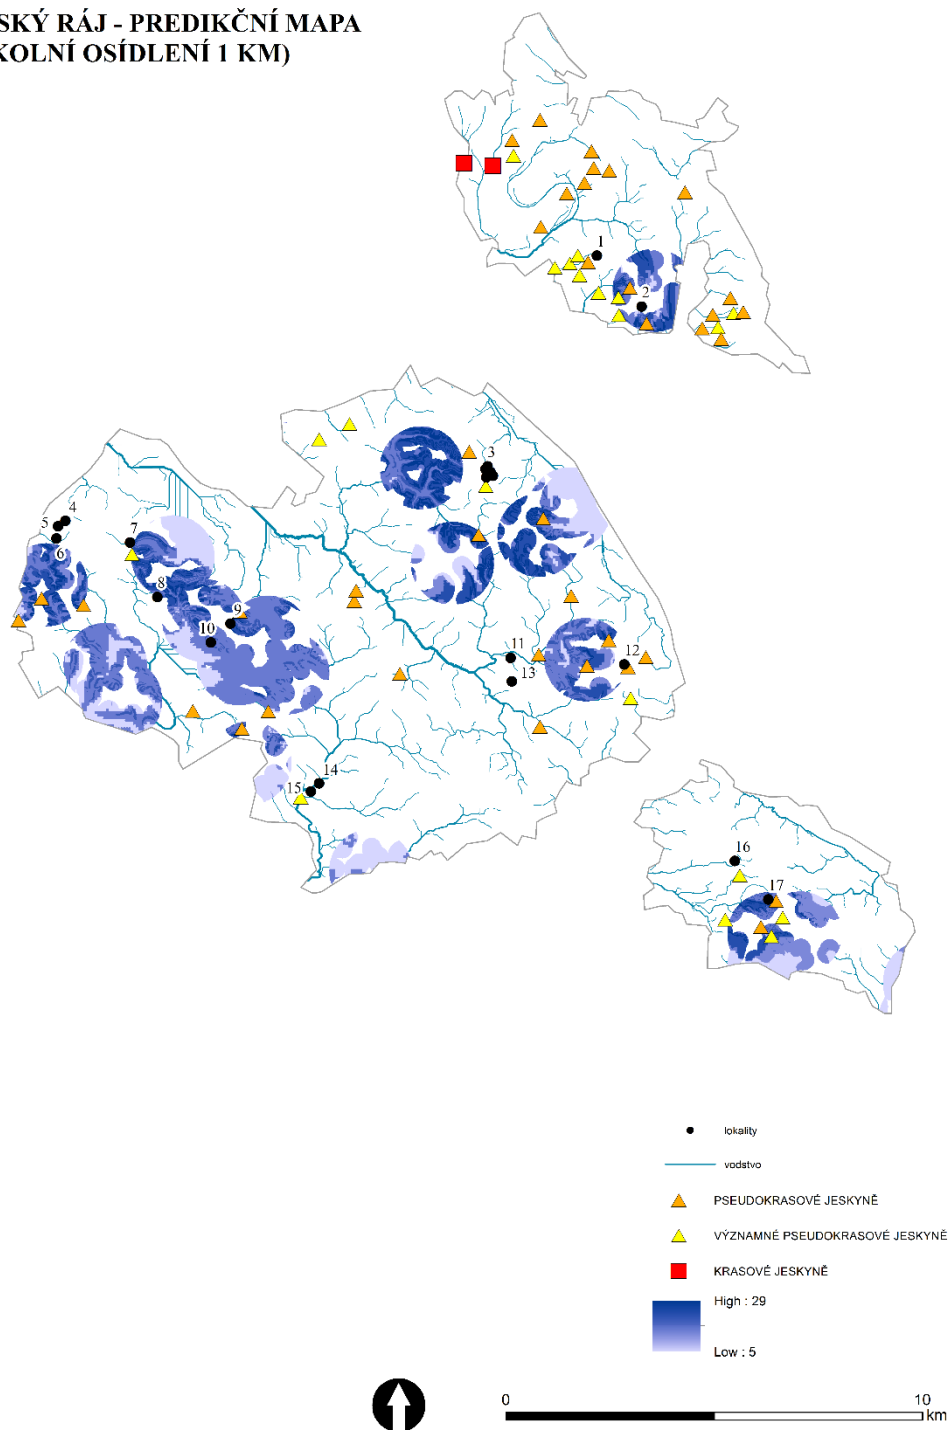 SKÝ RÁJ - PREDIKČNÍ MAPA
KOLNÍ OSÍDLENÍ 1 KM)
1
2
3
4
5
6
7
8
9
10
11
12
13
14
15
16
17
lokality
vodstvo
PSEUDOKRASOVÉ JESKYNĚ
VÝZNAMNÉ PSEUDOKRASOVÉ JESKYNĚ
KRASOVÉ JESKYNĚ
High : 29
Low : 5
0 10
km